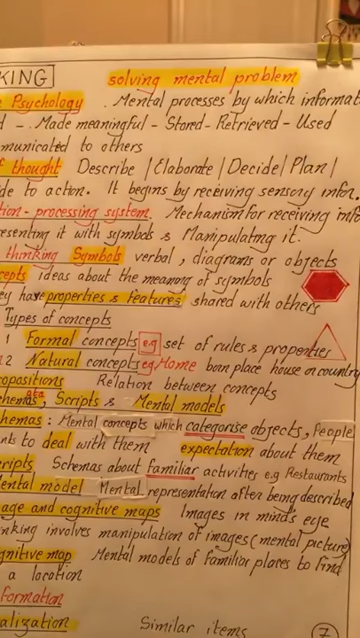 KING solving mental problem
Psychology. Mental processes by which informat
d - . Made meaningful - Stored - Retrieved - Used
municated to others
f thought Describe / Elaborate / Decide / Plan /
de to action. It begins by receiving sensory infor.
tion - processing system. Mechanism for receiving inf
resenting it with symbols & Manipulating it.
thinking Symbols verbal, diagrams or objects
cepts ideas about the meaning of symbols
ey have properties & features shared with others
Types of concepts
1 Formal concepts eg set of rules & properties
2 Natural concepts eg Home born place house or country
opositions Relation between concepts
hemas, Scripts & Mental models
hemas : Mental concepts which categorise objects, People
nts to deal with them expectation about them
ripts Schemas about familiar activities e.g Restaurants
ental model Mental representation after being described
age and cognitive maps Images in mind's eye
nking involves manipulation of images (mental picture)
gnitive map Mental models of familiar places to find
a location
formation
alization Similar items 7